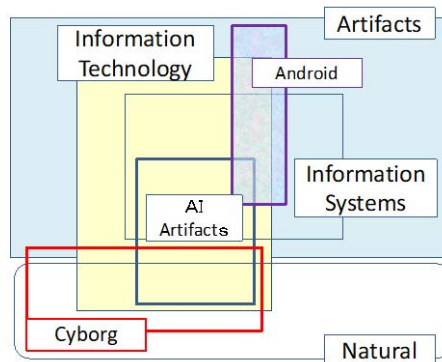 Artifacts
Information
Technology
Android
Information
Systems
AI
Artifacts
Cyborg
Natural